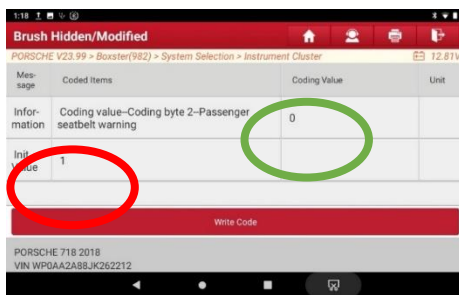 1:18
Brush Hidden/Modified
PORSCHE V23.99 > Boxster(982) > System Selection > Instrument Cluster 12.81V
Mes-
sage
Coded Items
Coding Value
Unit
Infor-
mation
Coding value–Coding byte 2–Passenger
seatbelt warning
0
Init
Value
1
Write Code
PORSCHE 718 2018
VIN WP0AA2A88JK262212